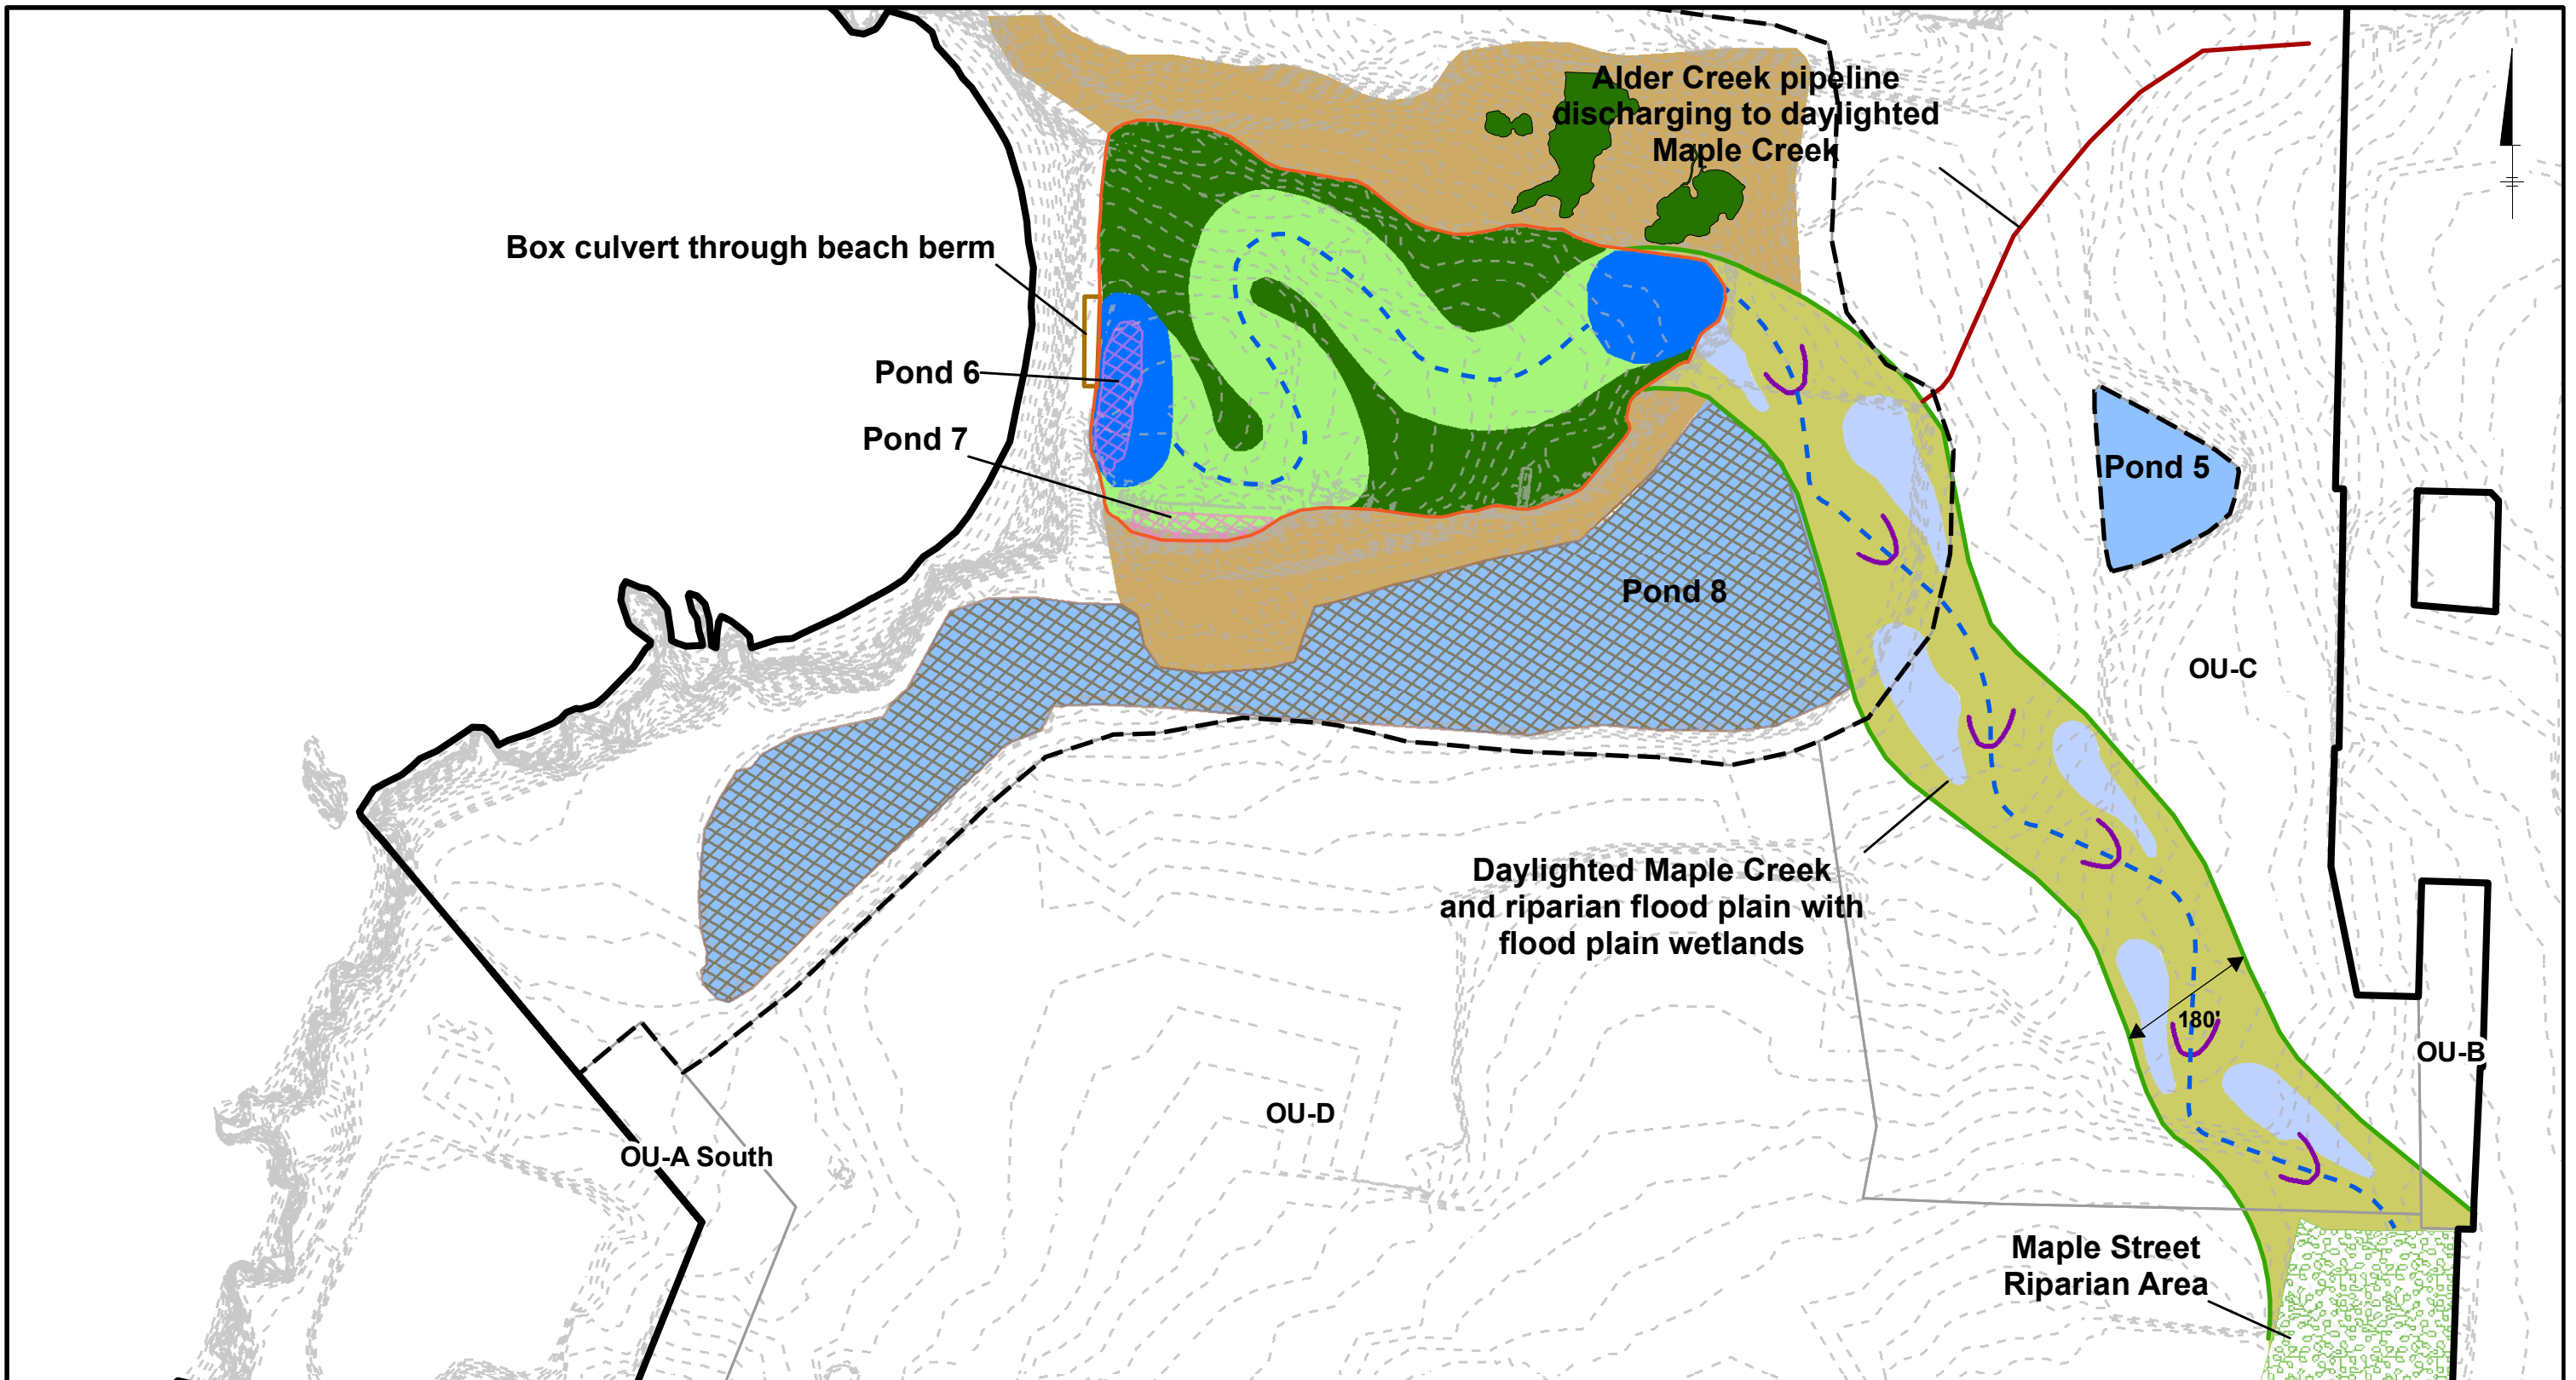 Alder Creek pipeline
discharging to daylighted
Maple Creek
Box culvert through beach berm
Pond 6
Pond 7
Pond 5
Pond 8
OU-C
Daylighted Maple Creek
and riparian flood plain with
flood plain wetlands
180'
OU-B
OU-D
OU-A South
Maple Street
Riparian Area